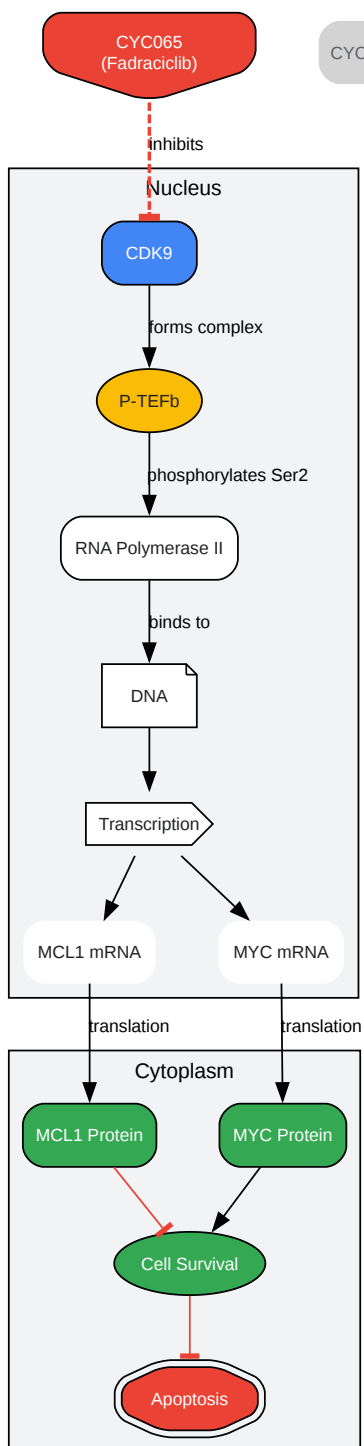 CYC065
(Fadraciclib)
CYC
inhibits
Nucleus
CDK9
forms complex
P-TEFb
phosphorylates Ser2
RNA Polymerase II
binds to
DNA
Transcription
MCL1 mRNA
MYC mRNA
translation
translation
Cytoplasm
MCL1 Protein
MYC Protein
Cell Survival
Apoptosis